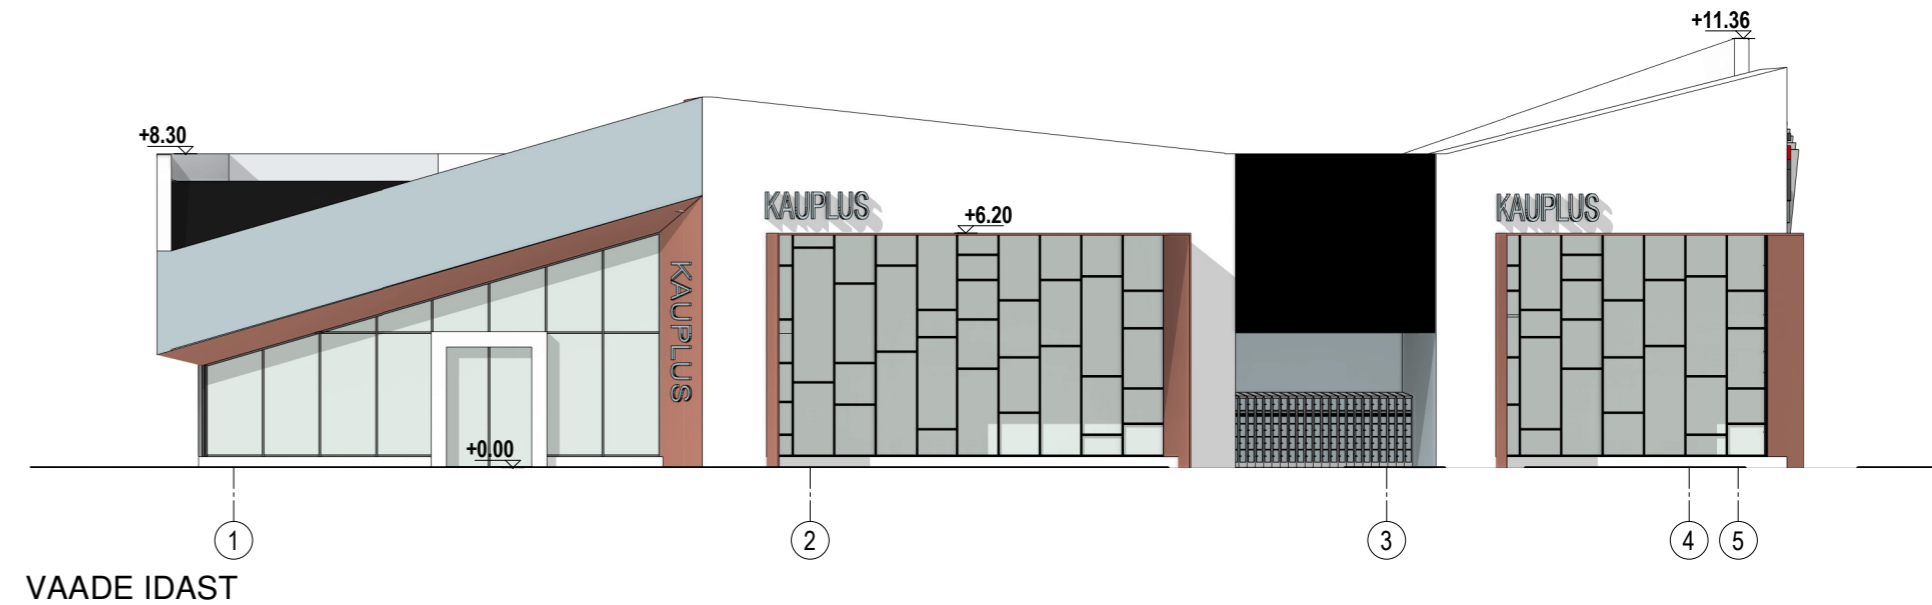 +11.36
+8.30
KAUPLUS
+6.20
KAUPLUS
KAUPLUS
+0.00
1
2
3
4
5
VAADE IDAST